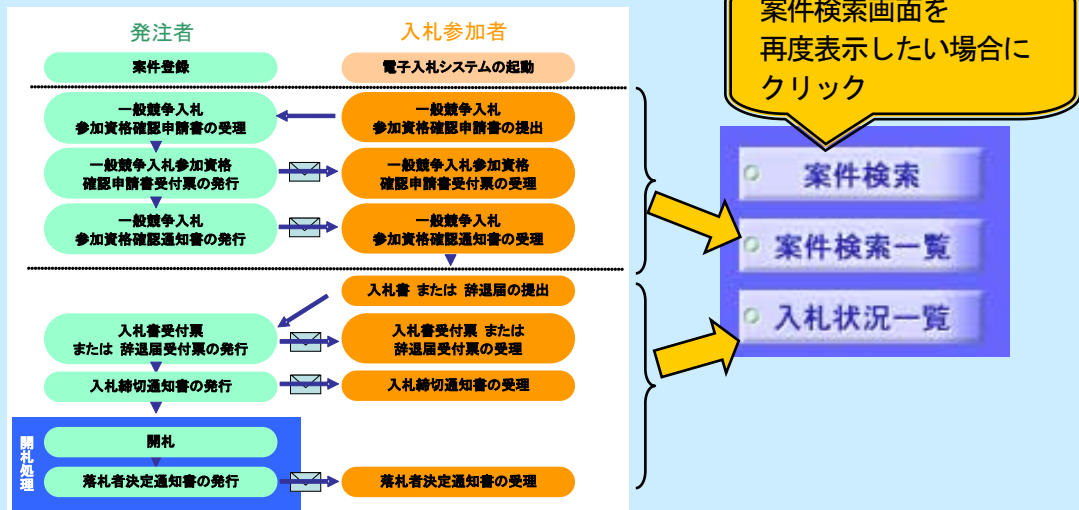 発注者
入札参加者
案件登録
電子入札システムの起動
一般競争入札
参加資格確認申請書の受理
一般競争入札
参加資格確認申請書の提出
一般競争入札参加資格
確認申請書受付票の発行
一般競争入札参加資格
確認申請書受付票の受理
一般競争入札
参加資格確認通知書の発行
一般競争入札
参加資格確認通知書の受理
入札書 または 辞退届の提出
入札書受付票
または 辞退届受付票の発行
入札書受付票 または
辞退届受付票の受理
入札締切通知書の発行
入札締切通知書の受理
開札処理
開札
落札者決定通知書の発行
落札者決定通知書の受理
案件検索画面を
再度表示したい場合に
クリック
案件検索
案件検索一覧
入札状況一覧